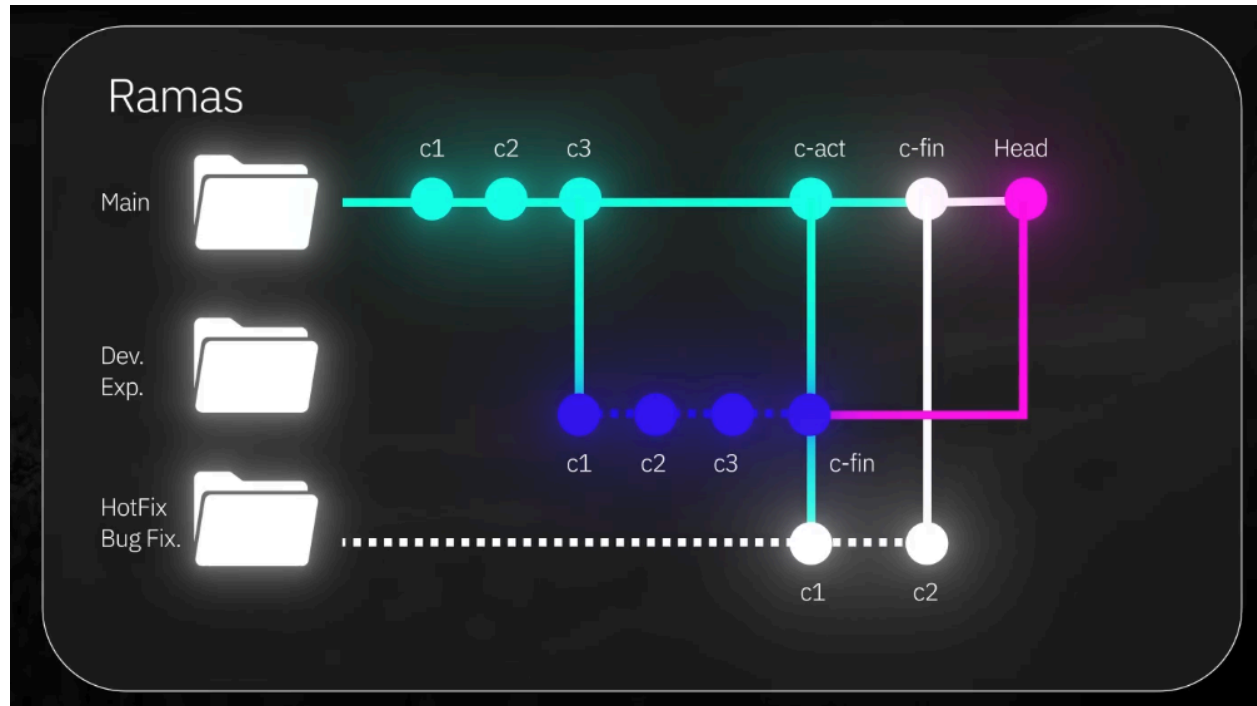 Ramas
c1 c2 c3 c-act c-fin Head
Main
Dev.
Exp.
c1 c2 c3 c-fin
HotFix
Bug Fix.
c1 c2